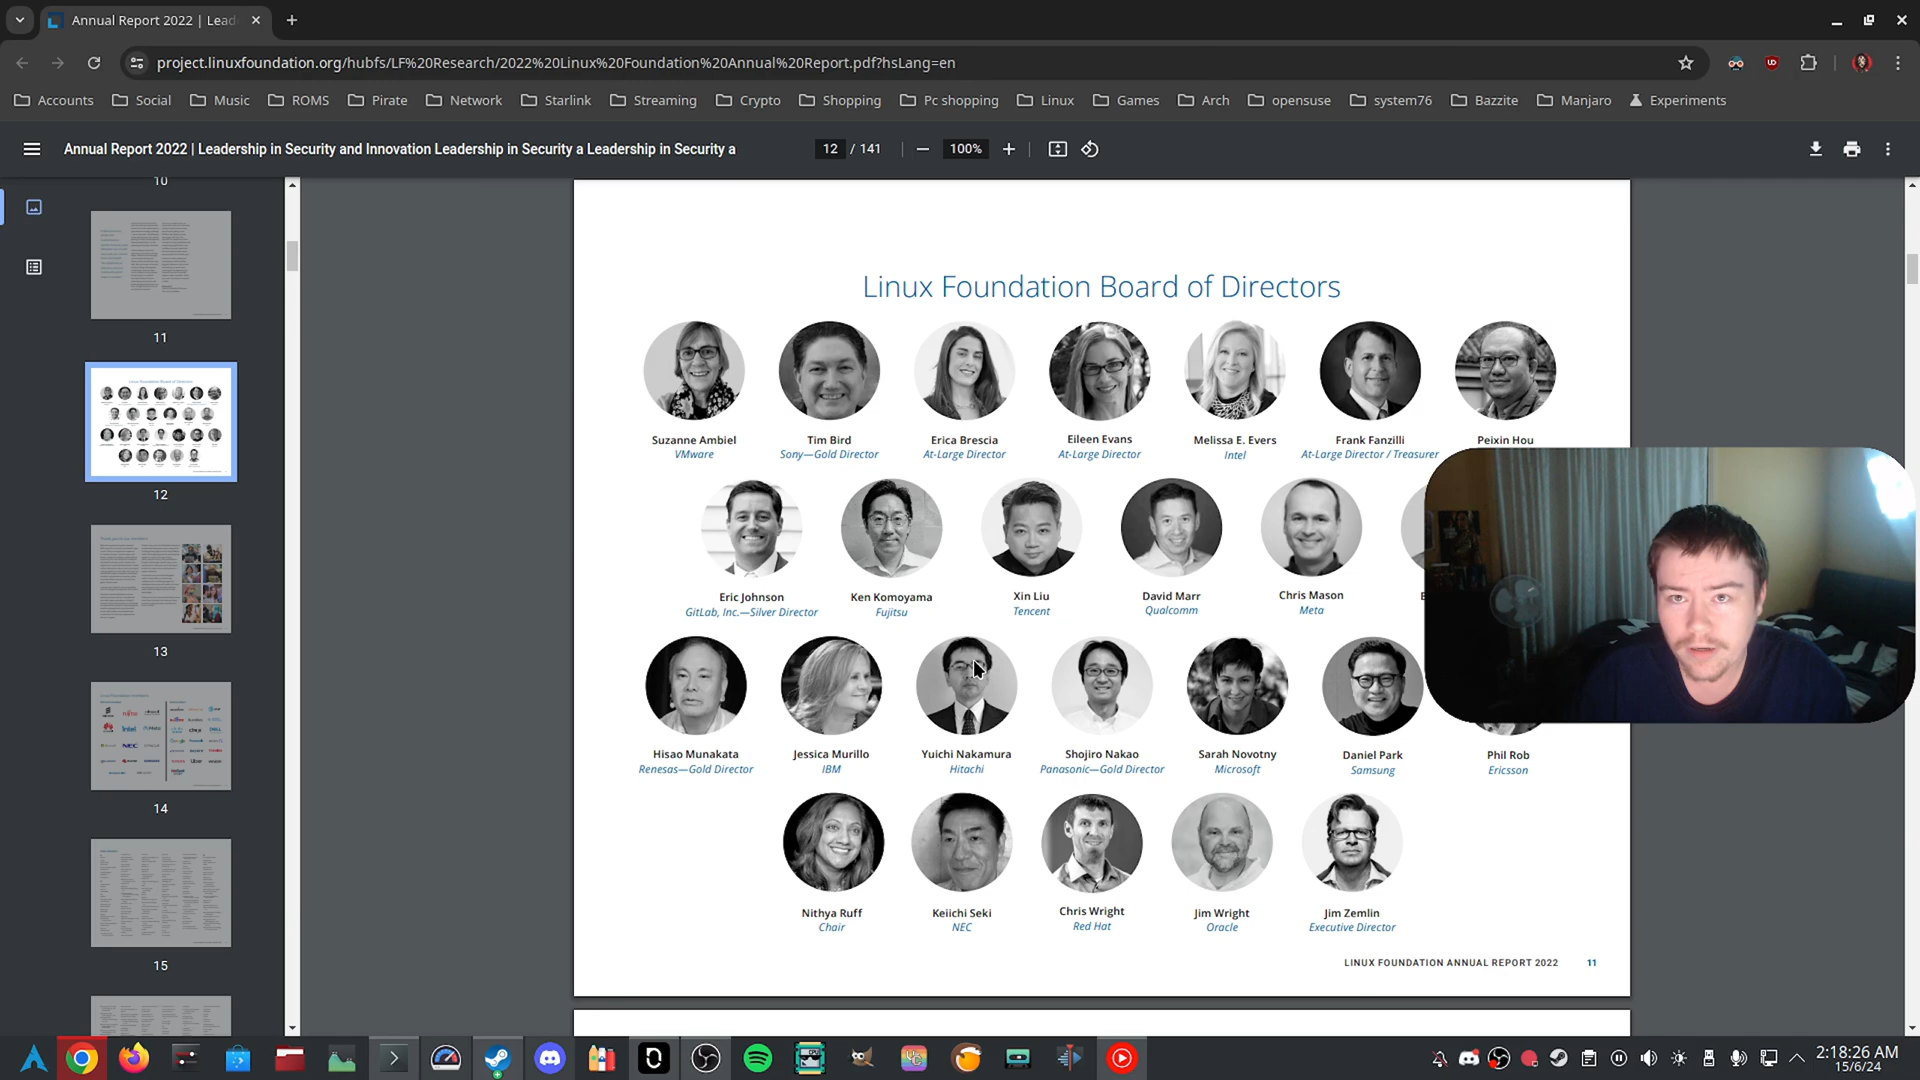 Annual Report 2022 | Lead
project.linuxfoundation.org/hubfs/LF%20Research/2022%20Linux%20Foundation%20Annual%20Report.pdf?hsLang=en
Accounts Social Music ROMS Pirate Network Starlink Streaming Crypto Shopping Pc shopping Linux Games Arch opensuse system76 Bazzite Manjaro Experiments
Annual Report 2022 | Leadership in Security and Innovation Leadership in Security a Leadership in Security a
12 / 141
100%
10
11
12
13
14
15
Linux Foundation Board of Directors
Suzanne Ambiel
VMware
Tim Bird
Sony—Gold Director
Erica Brescia
At-Large Director
Eileen Evans
At-Large Director
Melissa E. Evers
Intel
Frank Fanzilli
At-Large Director / Treasurer
Peixin Hou
Eric Johnson
GitLab, Inc.—Silver Director
Ken Komoyama
Fujitsu
Xin Liu
Tencent
David Marr
Qualcomm
Chris Mason
Meta
Hisao Munakata
Renesas—Gold Director
Jessica Murillo
IBM
Yuichi Nakamura
Hitachi
Shojiro Nakao
Panasonic—Gold Director
Sarah Novotny
Microsoft
Daniel Park
Samsung
Phil Rob
Ericsson
Nithya Ruff
Chair
Keiichi Seki
NEC
Chris Wright
Red Hat
Jim Wright
Oracle
Jim Zemlin
Executive Director
LINUX FOUNDATION ANNUAL REPORT 2022 11
2:18:26 AM
15/6/24